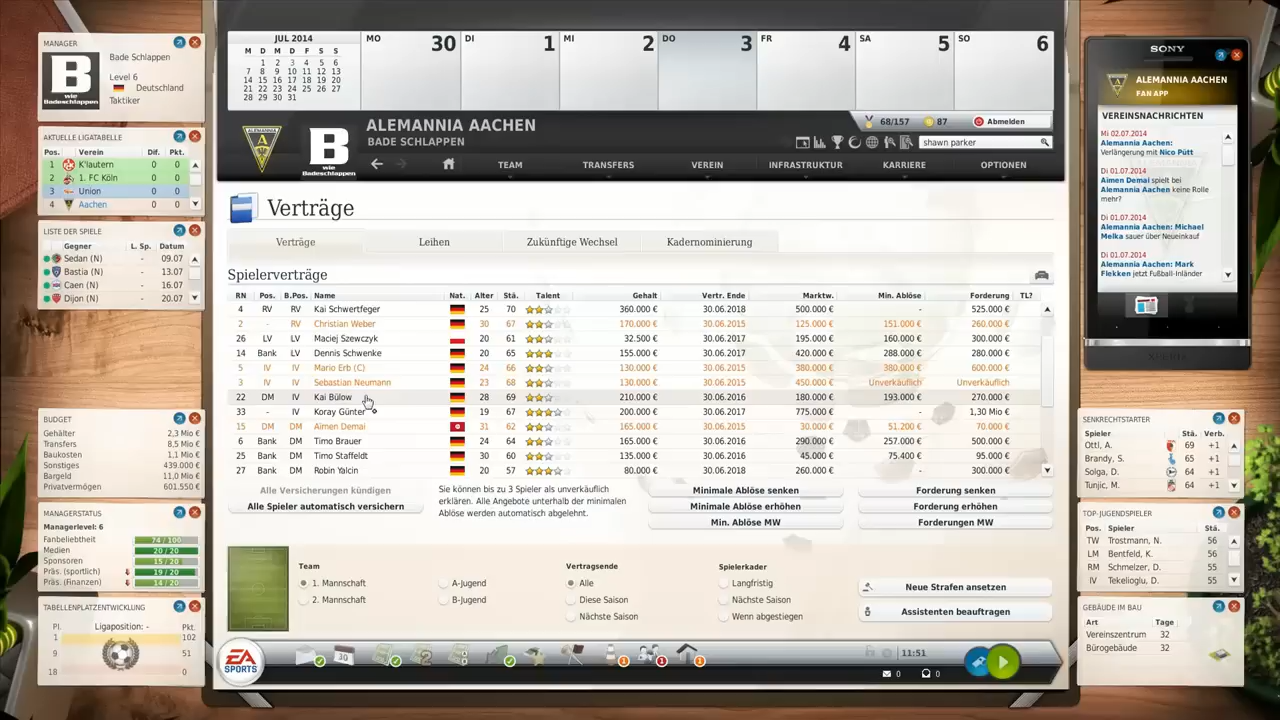 MANAGER
B
wie
Badeschlappen
Bade Schlappen
Level 6
Deutschland
Taktiker
AKTUELLE LIGATABELLE
Pos. Verein Dif. Pkt.
1 K'lautern 0 0
2 1. FC Köln 0 0
3 Union 0 0
4 Aachen 0 0
LISTE DER SPIELE
Gegner L. Sp. Datum
Sedan (N) - 09.07
Bastia (N) - 13.07
Caen (N) - 16.07
Dijon (N) - 20.07
BUDGET
Gehälter 2,3 Mio €
Transfers 8,5 Mio €
Baukosten 1,1 Mio €
Sonstiges 439.000 €
Bargeld 11,0 Mio €
Privatvermögen 601.550 €
MANAGERSTATUS
Managerlevel: 6
Fanbeliebtheit 74 / 100
Medien 20 / 20
Sponsoren 15 / 20
Präs. (sportlich) 19 / 20
Präs. (Finanzen) 14 / 20
TABELLENPLATZENTWICKLUNG
Pl. Ligaposition: - Pkt.
1 102
9 51
18 0
JUL 2014
M D M D F S S
1 2 3 4 5 6
7 8 9 10 11 12 13
14 15 16 17 18 19 20
21 22 23 24 25 26 27
28 29 30 31
MO 30 DI 1 MI 2 DO 3 FR 4 SA 5 SO 6
ALEMANNIA AACHEN
BADE SCHLAPPEN
B
wie
Badeschlappen
68/157 87 Abmelden
shawn parker
TEAM TRANSFERS VEREIN INFRASTRUKTUR KARRIERE OPTIONEN
Verträge
Verträge Leihen Zukünftige Wechsel Kadernominierung
Spielerverträge
RN Pos. B.Pos. Name Nat. Alter Stä. Talent Gehalt Vertr. Ende Marktw. Min. Ablöse Forderung TL?
4 RV RV Kai Schwertfeger 25 70 360.000 € 30.06.2018 500.000 € - 525.000 €
2 - RV Christian Weber 30 67 170.000 € 30.06.2015 125.000 € 151.000 € 260.000 €
26 LV LV Maciej Szewczyk 20 61 32.500 € 30.06.2017 195.000 € 160.000 € 300.000 €
14 Bank LV Dennis Schwenke 20 65 155.000 € 30.06.2017 420.000 € 288.000 € 280.000 €
5 IV IV Mario Erb (C) 24 66 130.000 € 30.06.2015 380.000 € 380.000 € 600.000 €
3 IV IV Sebastian Neumann 23 68 130.000 € 30.06.2015 450.000 € Unverkäuflich Unverkäuflich
22 DM IV Kai Bülow 28 69 210.000 € 30.06.2016 180.000 € 193.000 € 270.000 €
33 - IV Koray Günter 19 67 200.000 € 30.06.2017 775.000 € - 1,30 Mio €
15 DM DM Aimen Demai 31 62 165.000 € 30.06.2015 30.000 € 51.200 € 70.000 €
6 Bank DM Timo Brauer 24 64 165.000 € 30.06.2016 290.000 € 257.000 € 500.000 €
25 Bank DM Timo Staffeldt 30 60 135.000 € 30.06.2016 45.000 € 75.400 € 95.000 €
27 Bank DM Robin Yalcin 20 57 80.000 € 30.06.2018 260.000 € - 300.000 €
Alle Versicherungen kündigen
Alle Spieler automatisch versichern
Sie können bis zu 3 Spieler als unverkäuflich
erklären. Alle Angebote unterhalb der minimalen
Ablöse werden automatisch abgelehnt.
Minimale Ablöse senken Forderung senken
Minimale Ablöse erhöhen Forderung erhöhen
Min. Ablöse MW Forderungen MW
Team Vertragsende Spielerkader
1. Mannschaft A-Jugend Alle Langfristig
2. Mannschaft B-Jugend Diese Saison Nächste Saison
Nächste Saison Wenn abgestiegen
Neue Strafen ansetzen
Assistenten beauftragen
EA
SPORTS
30
1 1 1
11:51
0 0
SONY
ALEMANNIA AACHEN
FAN APP
VEREINSNACHRICHTEN
Mi 02.07.2014
Alemannia Aachen:
Verlängerung mit Nico Pütt
Di 01.07.2014
Aimen Demai spielt bei
Alemannia Aachen keine Rolle
mehr?
Di 01.07.2014
Alemannia Aachen: Michael
Melka sauer über Neueinkauf
Di 01.07.2014
Alemannia Aachen: Mark
Flekken jetzt Fußball-Inländer
XPERIA
SENKRECHTSTARTER
Spieler Stä. Verb.
Ottl, A. 69 +1
Brandy, S. 65 +1
Solga, D. 64 +1
Tunjic, M. 64 +1
TOP-JUGENDSPIELER
Pos. Spieler Stä.
TW Trostmann, N. 56
LM Bentfeld, K. 56
RM Schmelzer, D. 55
IV Tekelioglu, D. 55
GEBÄUDE IM BAU
Art Tage
Vereinszentrum 32
Bürogebäude 32